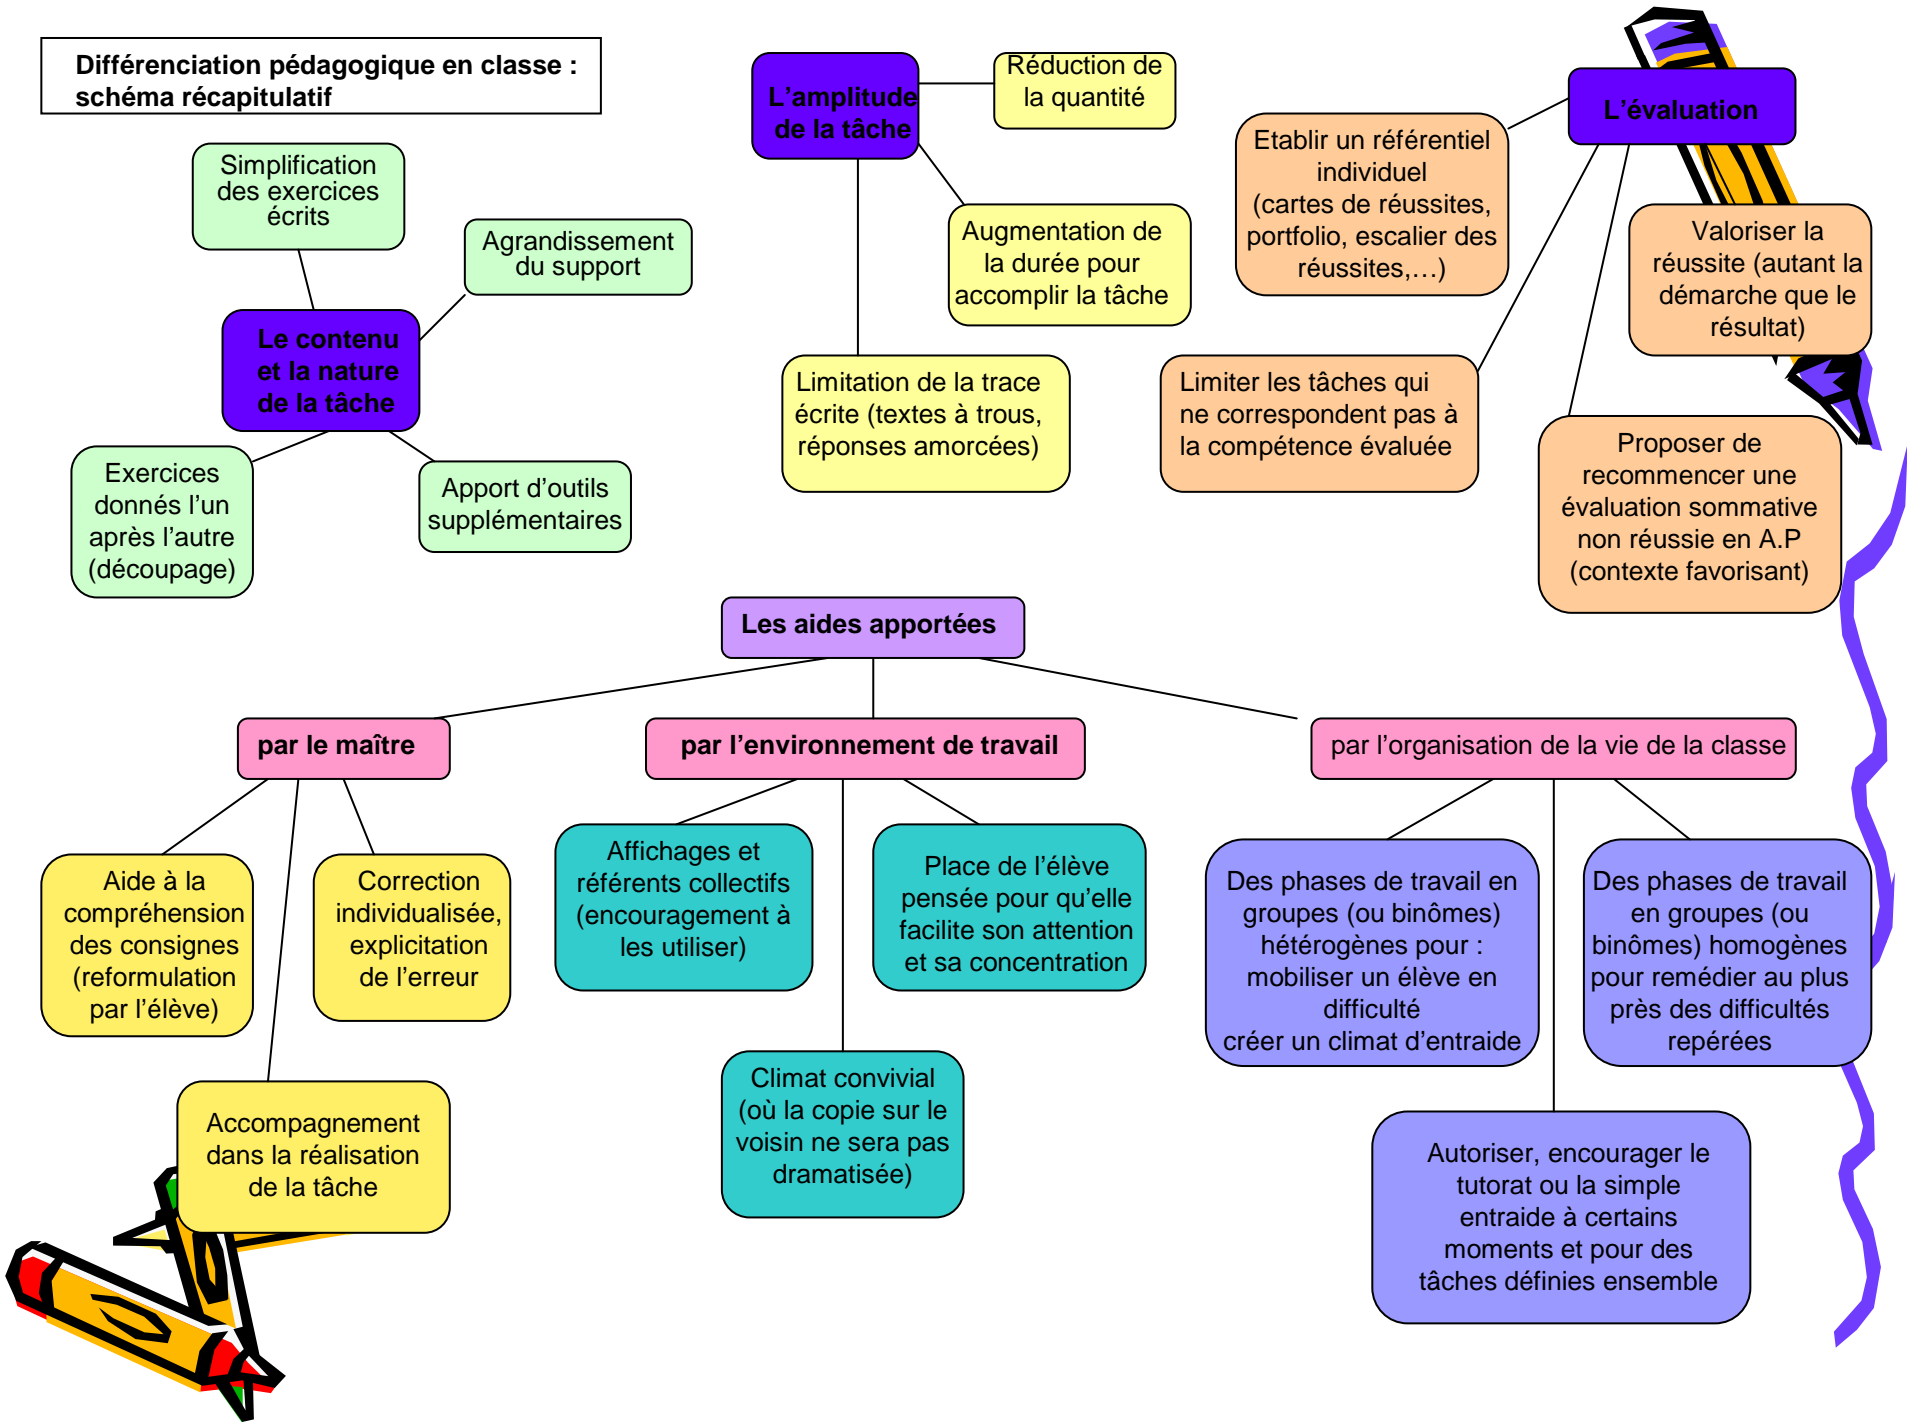 Différenciation pédagogique en classe :
schéma récapitulatif
Simplification
des exercices
écrits
Agrandissement
du support
Le contenu
et la nature
de la tâche
Exercices
donnés l’un
après l’autre
(découpage)
Apport d’outils
supplémentaires
L’amplitude
de la tâche
Réduction de
la quantité
Augmentation de
la durée pour
accomplir la tâche
Limitation de la trace
écrite (textes à trous,
réponses amorcées)
L’évaluation
Etablir un référentiel
individuel
(cartes de réussites,
portfolio, escalier des
réussites,…)
Valoriser la
réussite (autant la
démarche que le
résultat)
Limiter les tâches qui
ne correspondent pas à
la compétence évaluée
Proposer de
recommencer une
évaluation sommative
non réussie en A.P
(contexte favorisant)
Les aides apportées
par le maître
par l’environnement de travail
par l’organisation de la vie de la classe
Aide à la
compréhension
des consignes
(reformulation
par l’élève)
Correction
individualisée,
explicitation
de l’erreur
Accompagnement
dans la réalisation
de la tâche
Affichages et
référents collectifs
(encouragement à
les utiliser)
Place de l’élève
pensée pour qu’elle
facilite son attention
et sa concentration
Climat convivial
(où la copie sur le
voisin ne sera pas
dramatisée)
Des phases de travail en
groupes (ou binômes)
hétérogènes pour :
mobiliser un élève en
difficulté
créer un climat d’entraide
Des phases de travail
en groupes (ou
binômes) homogènes
pour remédier au plus
près des difficultés
repérées
Autoriser, encourager le
tutorat ou la simple
entraide à certains
moments et pour des
tâches définies ensemble